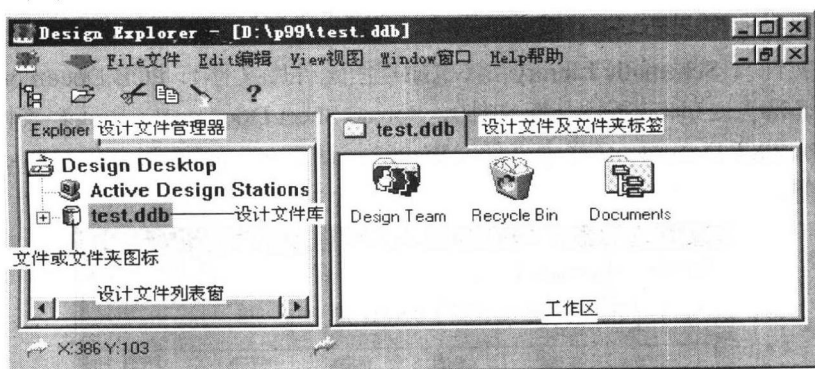 Design Explorer - [D:\p99\test.ddb]
File文件 Edit编辑 View视图 Window窗口 Help帮助
?
Explorer 设计文件管理器
test.ddb 设计文件及文件夹标签
Design Desktop
Active Design Stations
test.ddb 设计文件库
文件或文件夹图标
设计文件列表窗
Design Team Recycle Bin Documents
工作区
X:386 Y:103